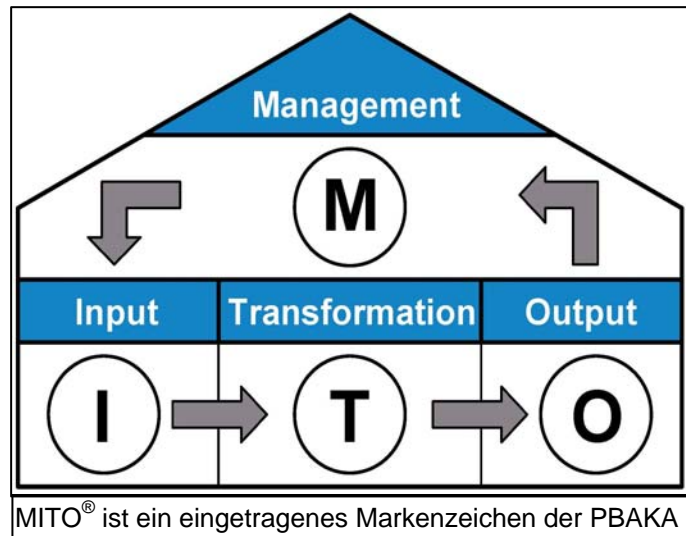 Management
M
Input Transformation Output
I T O
MITO® ist ein eingetragenes Markenzeichen der PBAKA